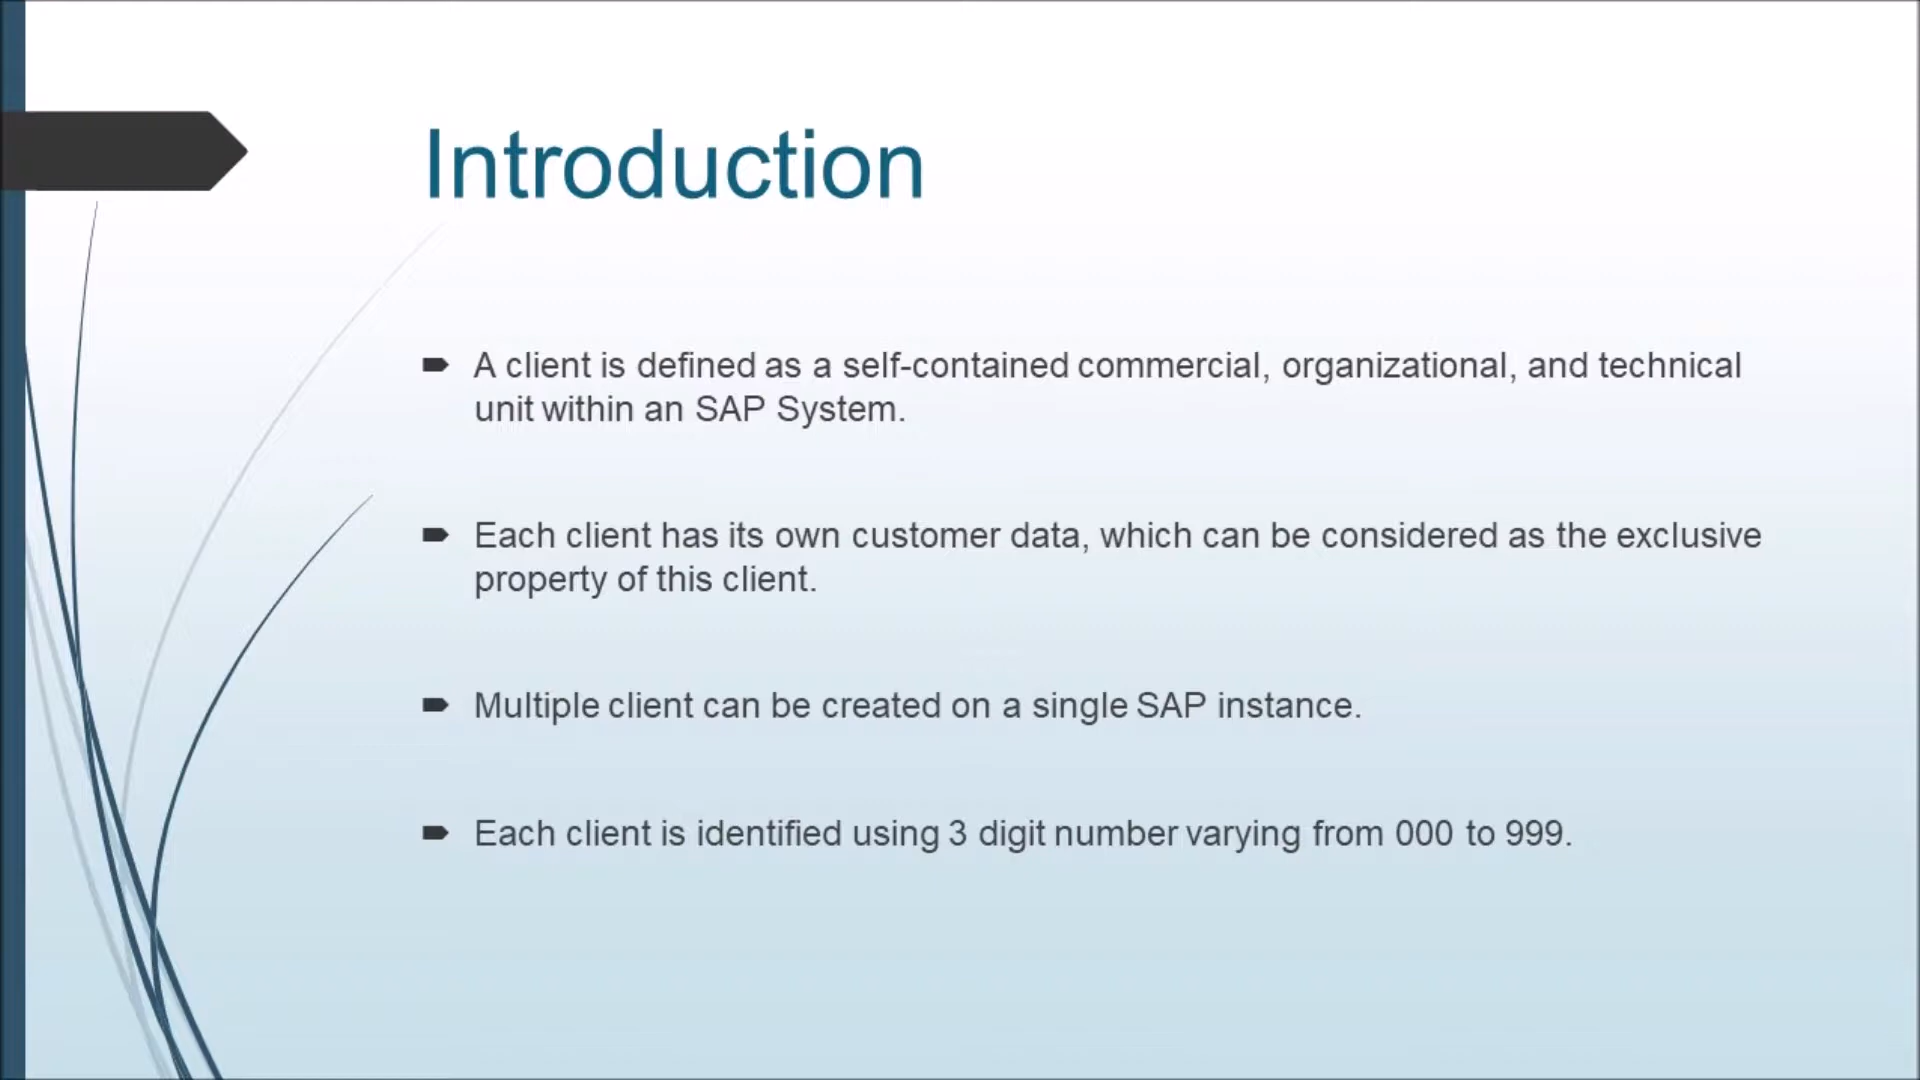 Introduction
A client is defined as a self-contained commercial, organizational, and technical
unit within an SAP System.
Each client has its own customer data, which can be considered as the exclusive
property of this client.
Multiple client can be created on a single SAP instance.
Each client is identified using 3 digit number varying from 000 to 999.